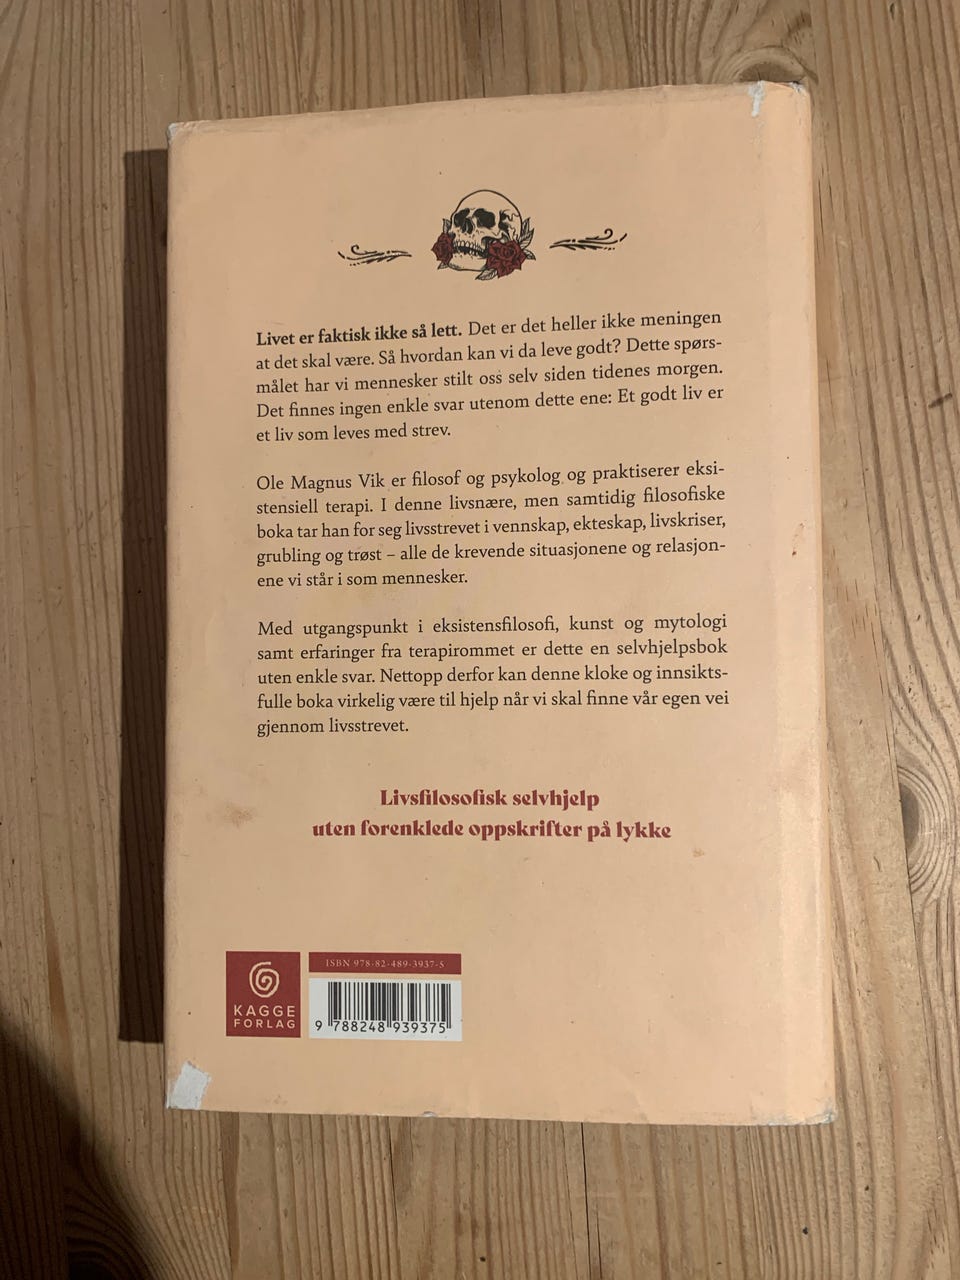 Livet er faktisk ikke så lett. Det er det heller ikke meningen
at det skal være. Så hvordan kan vi da leve godt? Dette spørs-
målet har vi mennesker stilt oss selv siden tidenes morgen.
Det finnes ingen enkle svar utenom dette ene: Et godt liv er
et liv som leves med strev.
Ole Magnus Vik er filosof og psykolog og praktiserer eksi-
stensiell terapi. I denne livsnære, men samtidig filosofiske
boka tar han for seg livsstrevet i vennskap, ekteskap, livskriser,
grubling og trøst – alle de krevende situasjonene og relasjon-
ene vi står i som mennesker.
Med utgangspunkt i eksistensfilosofi, kunst og mytologi
samt erfaringer fra terapirommet er dette en selvhjelpsbok
uten enkle svar. Nettopp derfor kan denne kloke og innsikts-
fulle boka virkelig være til hjelp når vi skal finne vår egen vei
gjennom livsstrevet.
Livsfilosofisk selvhjelp
uten forenklede oppskrifter på lykke
KAGGE
FORLAG
ISBN 978-82-489-3937-5
9 788248 939375